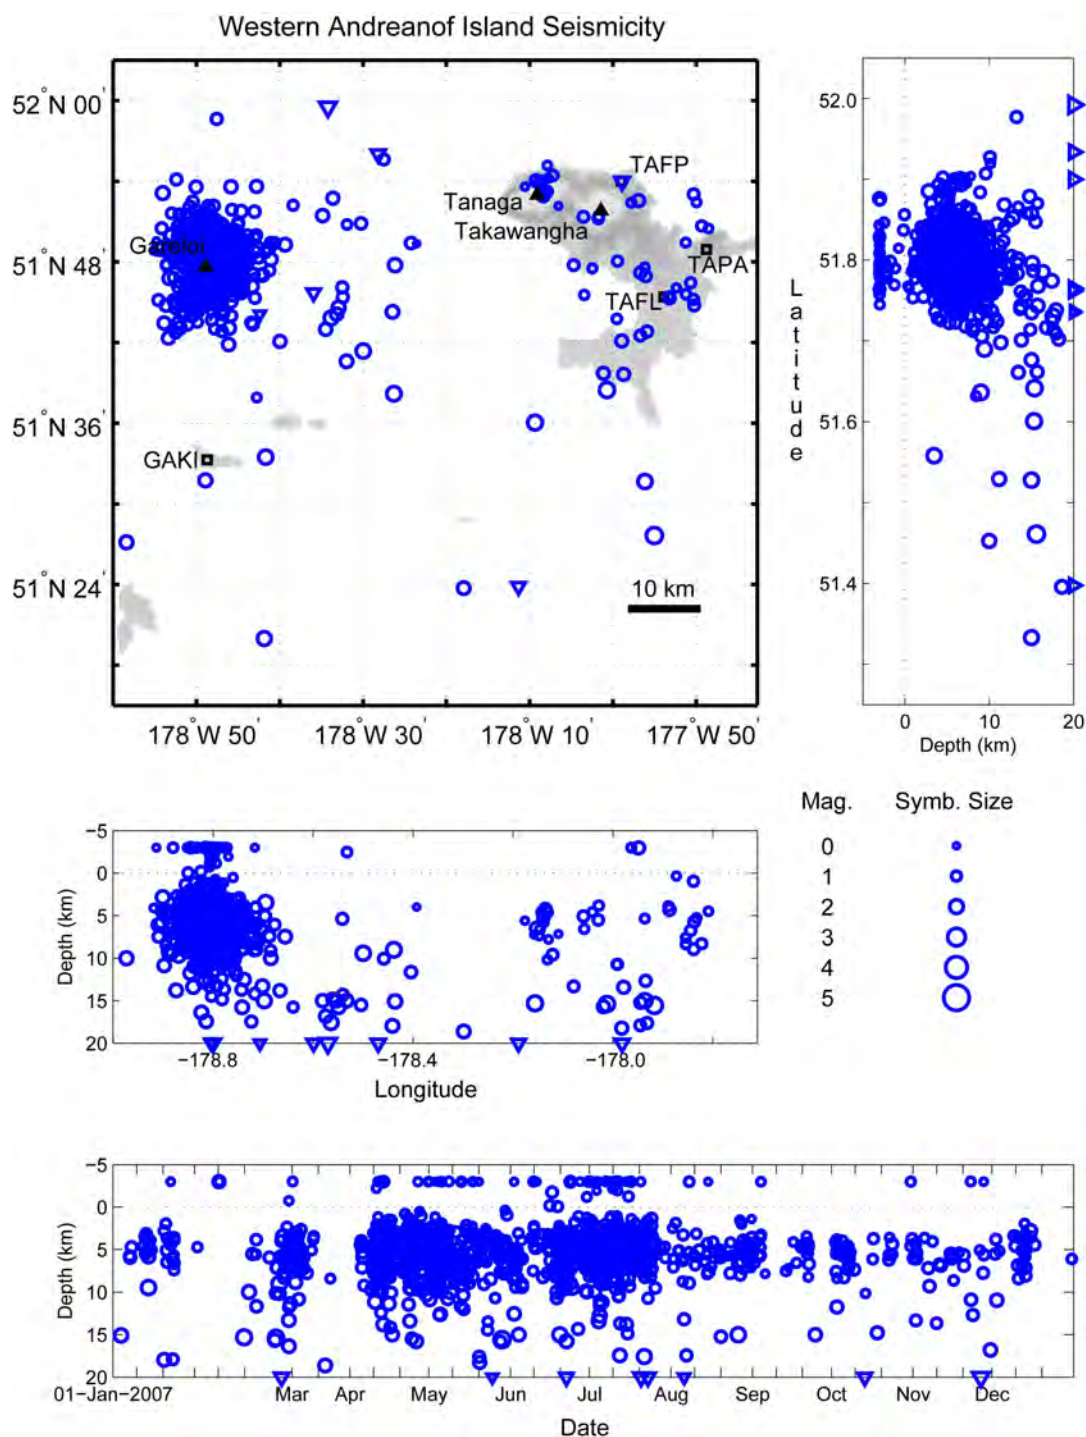 Western Andreanof Island Seismicity
52° N 00'
51° N 48'
51° N 36'
51° N 24'
178° W 50'
178° W 30'
178° W 10'
177° W 50'
Gareloi
Tanaga
Takawangha
TAFP
TAPA
TAFL
GAKI
10 km
52.0
51.8
51.6
51.4
Latitude
0 10 20
Depth (km)
Mag. Symb. Size
0
1
2
3
4
5
−5
0
5
10
15
20
Depth (km)
−178.8 −178.4 −178.0
Longitude
−5
0
5
10
15
20
Depth (km)
01−Jan−2007 Mar Apr May Jun Jul Aug Sep Oct Nov Dec
Date